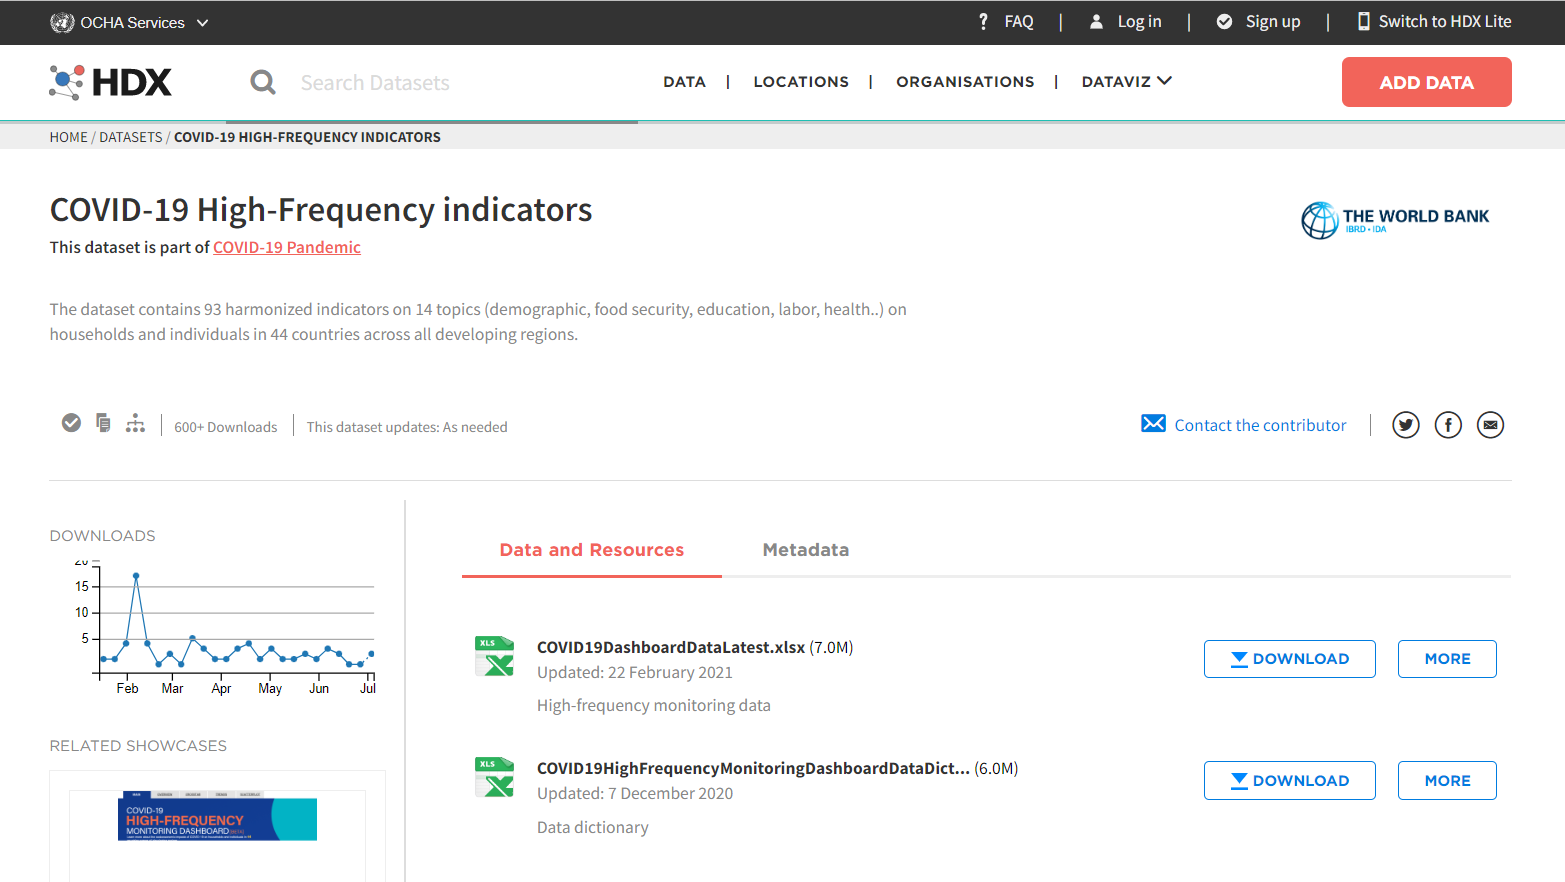 OCHA Services
? FAQ | Log in | Sign up | Switch to HDX Lite
HDX
Search Datasets
DATA | LOCATIONS | ORGANISATIONS | DATAVIZ
ADD DATA
HOME / DATASETS / COVID-19 HIGH-FREQUENCY INDICATORS
COVID-19 High-Frequency indicators
THE WORLD BANK
IBRD • IDA
This dataset is part of COVID-19 Pandemic
The dataset contains 93 harmonized indicators on 14 topics (demographic, food security, education, labor, health..) on
households and individuals in 44 countries across all developing regions.
600+ Downloads | This dataset updates: As needed
Contact the contributor
DOWNLOADS
20
15
10
5
Feb Mar Apr May Jun Jul
RELATED SHOWCASES
COVID-19
HIGH-FREQUENCY
MONITORING DASHBOARD
Data and Resources
Metadata
XLS
COVID19DashboardDataLatest.xlsx (7.0M)
Updated: 22 February 2021
High-frequency monitoring data
DOWNLOAD
MORE
XLS
COVID19HighFrequencyMonitoringDashboardDataDict... (6.0M)
Updated: 7 December 2020
Data dictionary
DOWNLOAD
MORE